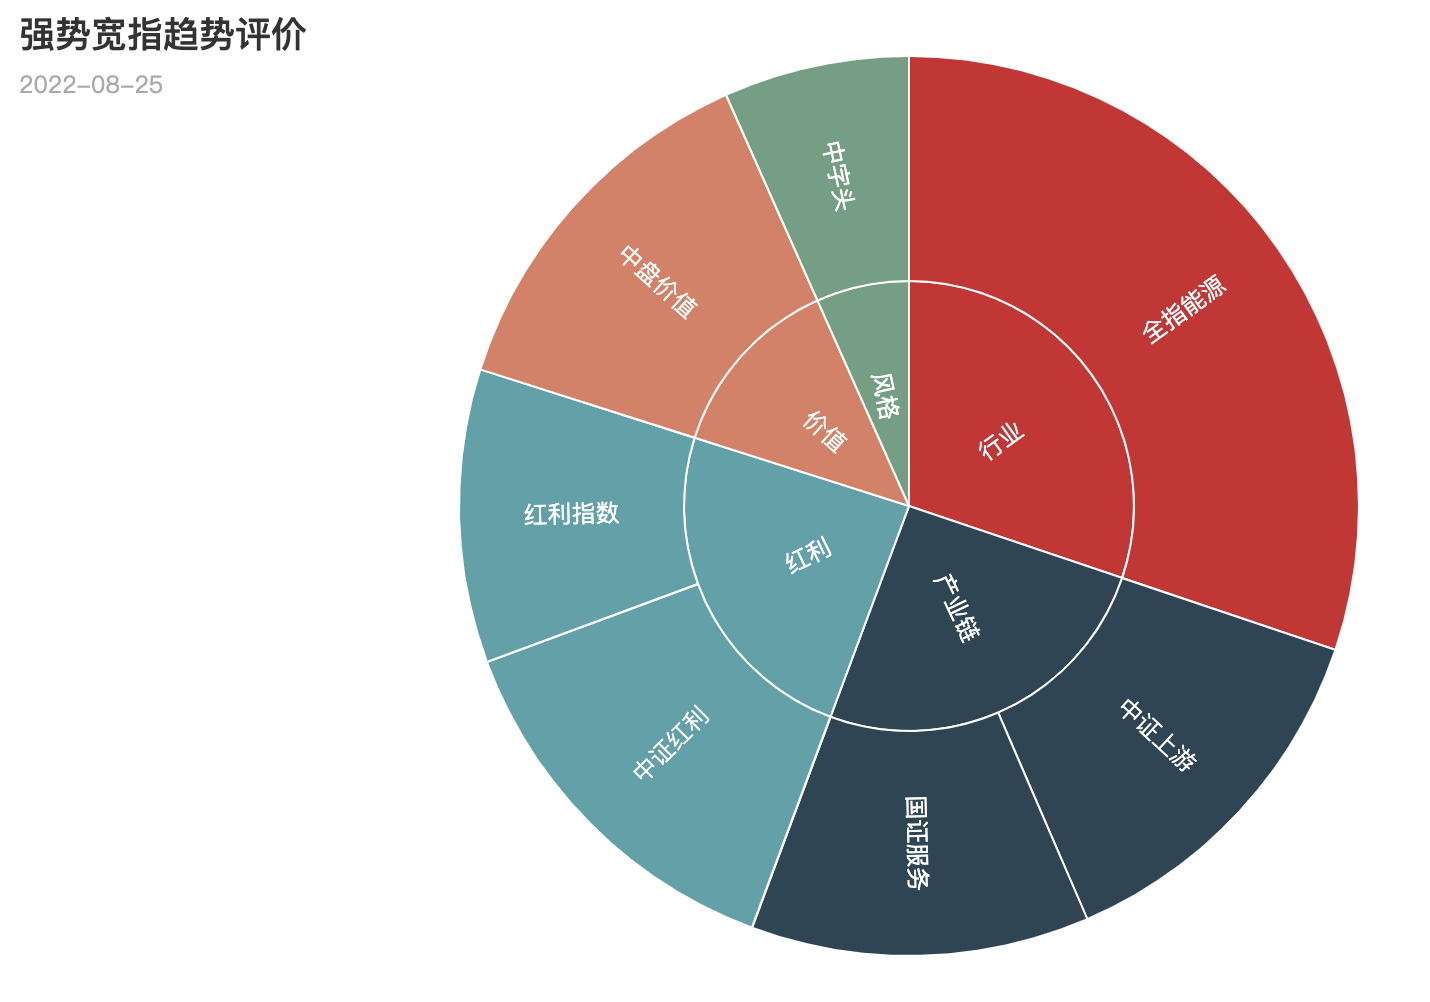 强势宽指趋势评价
2022-08-25
行业
全指能源
产业链
中证上游
国证服务
红利
中证红利
红利指数
价值
中盘价值
风格
中字头